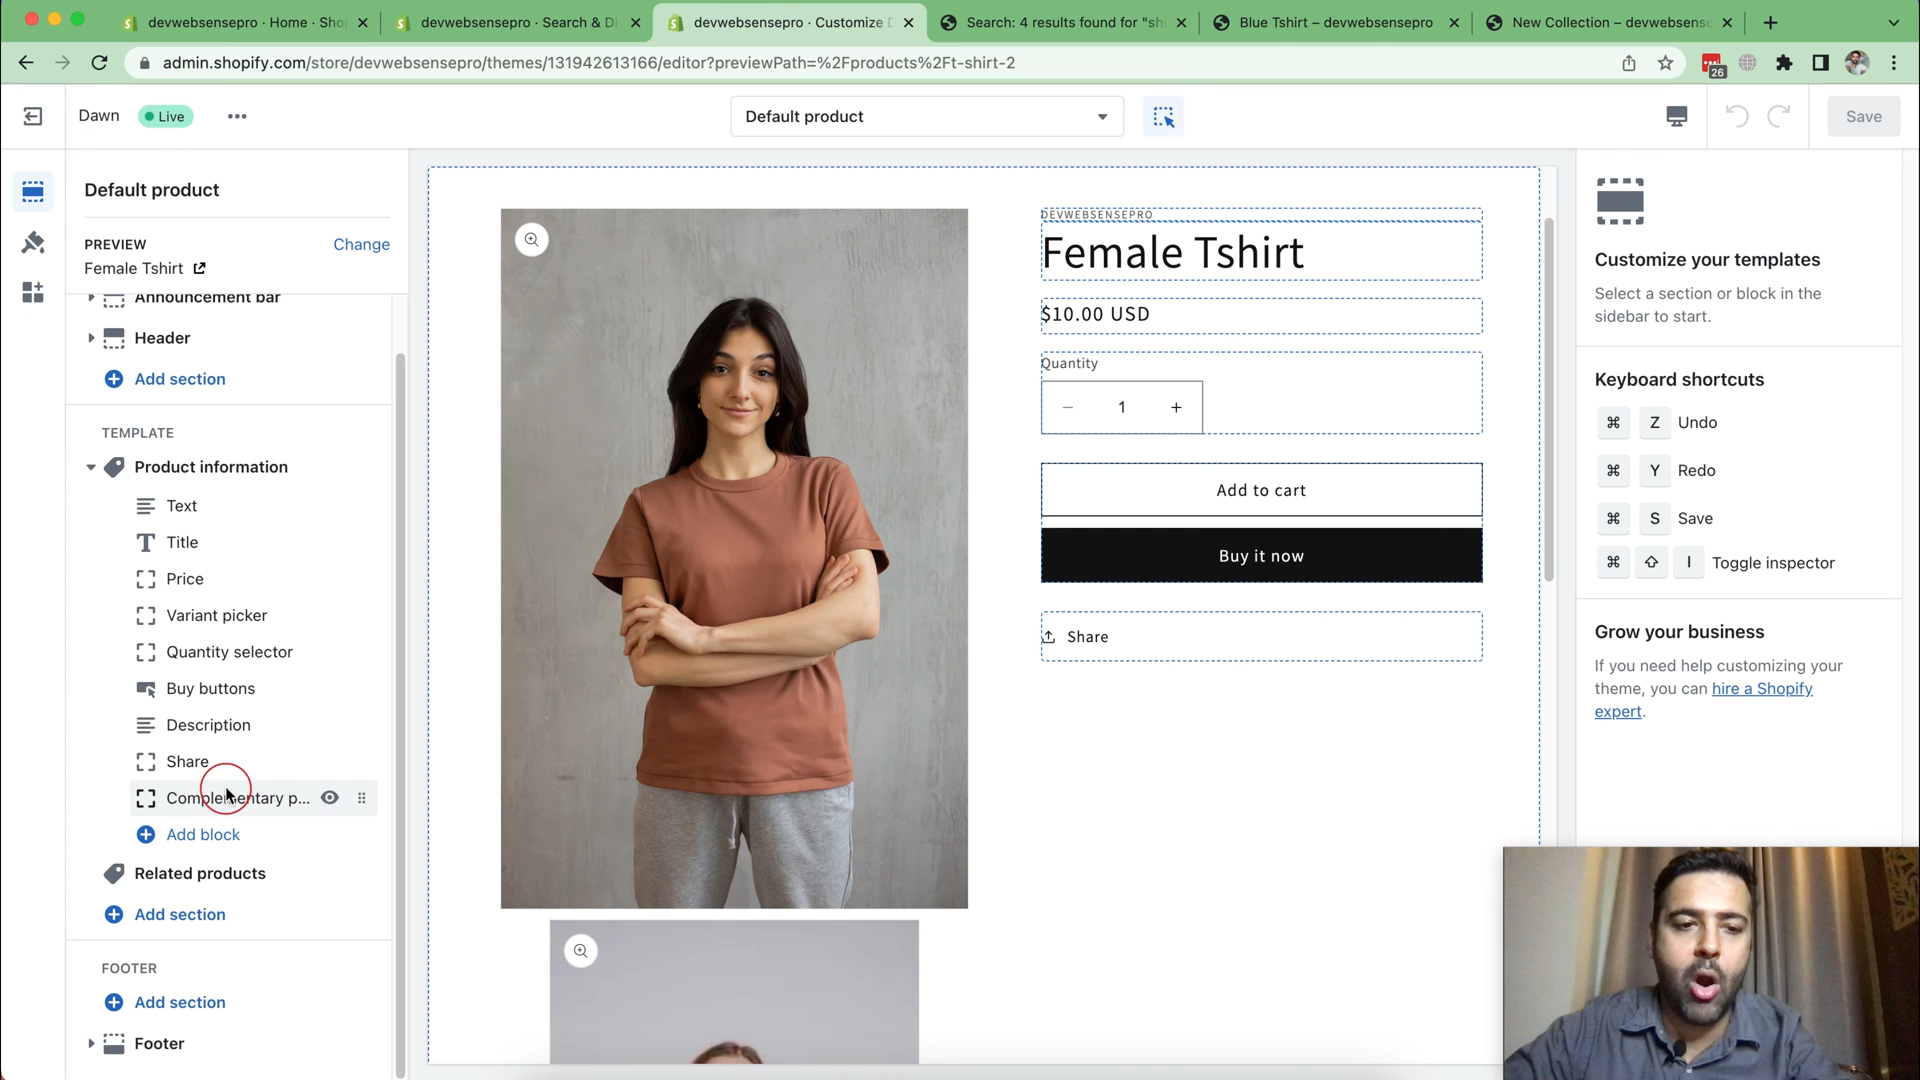 devwebsensepro · Home · Sho
devwebsensepro · Search & Di
devwebsensepro · Customize D
Search: 4 results found for "shi
Blue Tshirt – devwebsensepro
New Collection – devwebsense
admin.shopify.com/store/devwebsensepro/themes/131942613166/editor?previewPath=%2Fproducts%2Ft-shirt-2
26
Dawn
Live
Default product
Save
Default product
PREVIEW
Change
Female Tshirt
Announcement bar
Header
Add section
TEMPLATE
Product information
Text
Title
Price
Variant picker
Quantity selector
Buy buttons
Description
Share
Complementary p...
Add block
Related products
Add section
FOOTER
Add section
Footer
DEVWEBSENSEPRO
Female Tshirt
$10.00 USD
Quantity
1
Add to cart
Buy it now
Share
Customize your templates
Select a section or block in the
sidebar to start.
Keyboard shortcuts
⌘ Z Undo
⌘ Y Redo
⌘ S Save
⌘ ⇧ I Toggle inspector
Grow your business
If you need help customizing your
theme, you can hire a Shopify
expert.